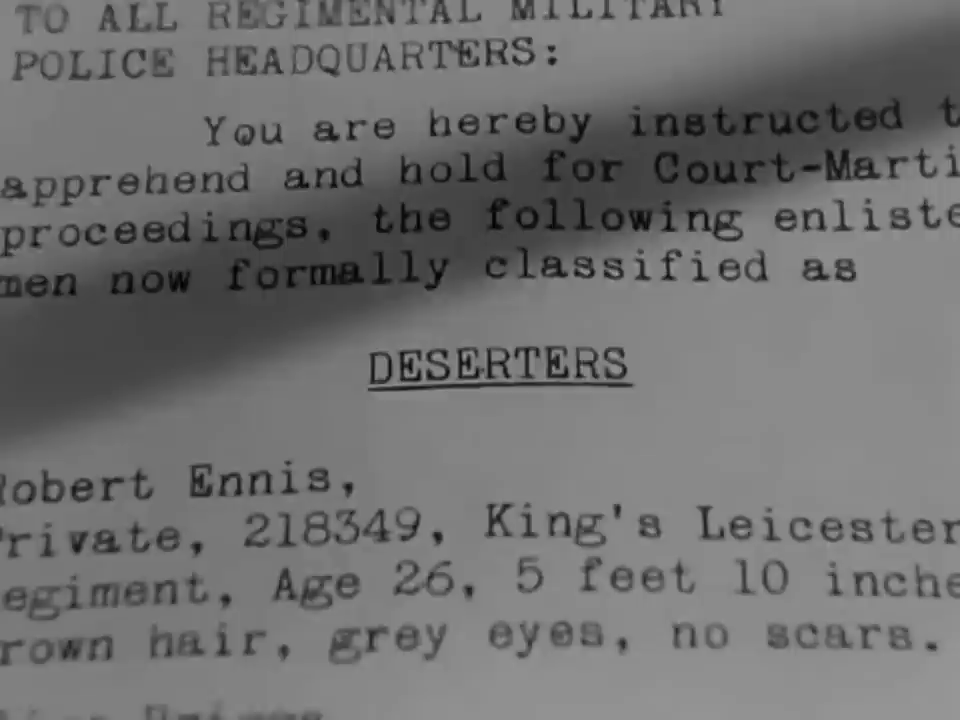 TO ALL REGIMENTAL MILITARY
POLICE HEADQUARTERS:
You are hereby instructed t
apprehend and hold for Court-Marti
proceedings, the following enliste
men now formally classified as
DESERTERS
Robert Ennis,
Private, 218349, King's Leicester
egiment, Age 26, 5 feet 10 inche
rown hair, grey eyes, no scars.